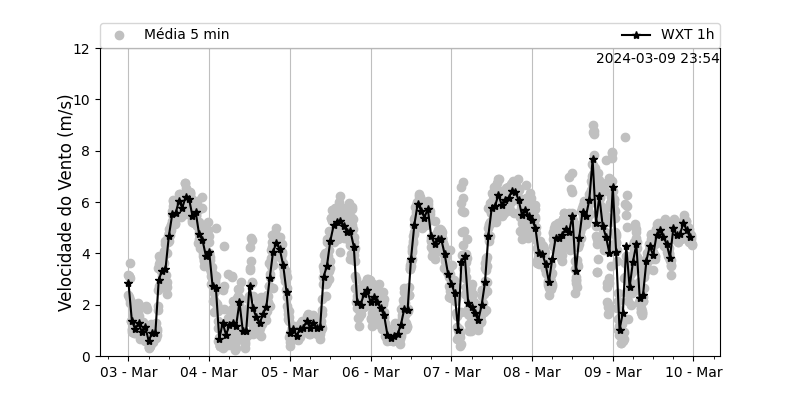 Média 5 min
WXT 1h
2024-03-09 23:54
Velocidade do Vento (m/s)
12
10
8
6
4
2
0
03 - Mar 04 - Mar 05 - Mar 06 - Mar 07 - Mar 08 - Mar 09 - Mar 10 - Mar